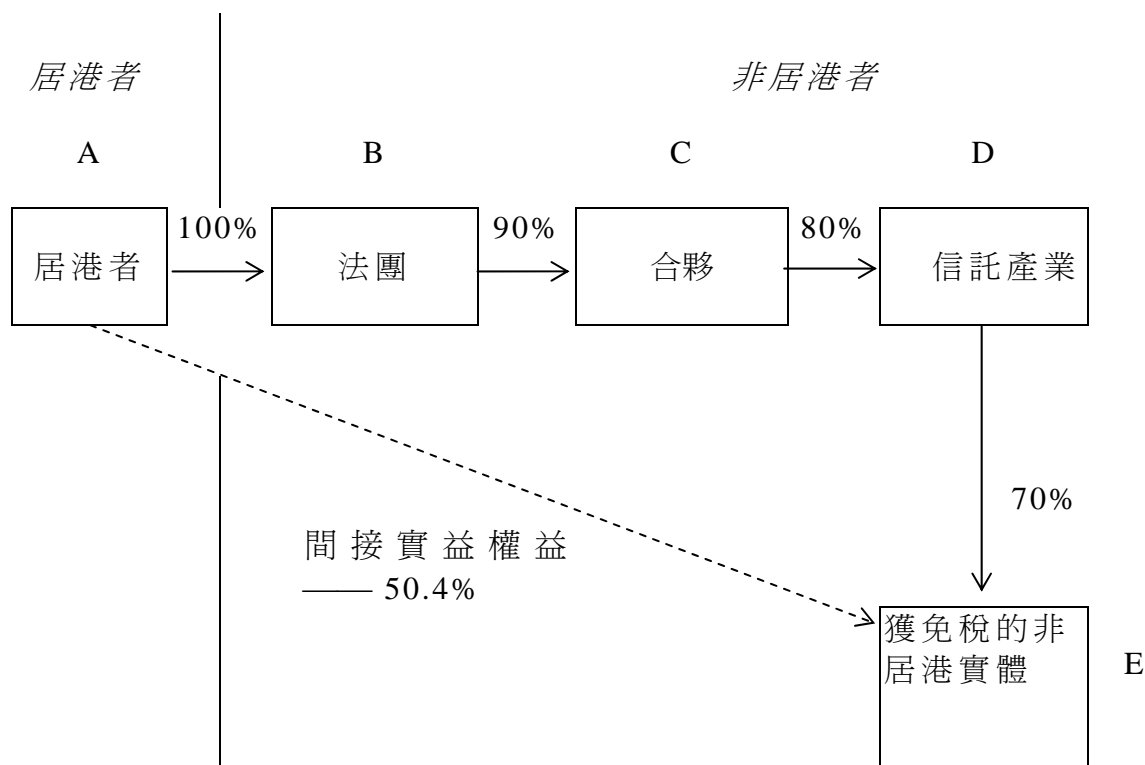 居港者 非居港者
A B C D
100% 90% 80%
居港者 法團 合夥 信託產業
70%
間接實益權益
—— 50.4%
獲免稅的非
居港實體
E